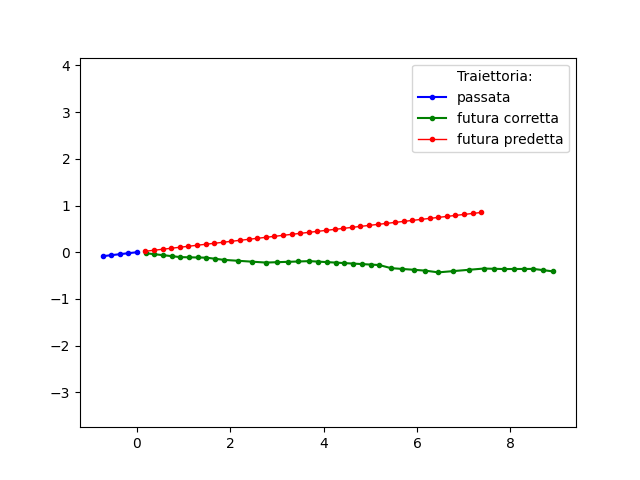 4
3
2
1
0
−1
−2
−3
0 2 4 6 8
Traiettoria:
passata
futura corretta
futura predetta